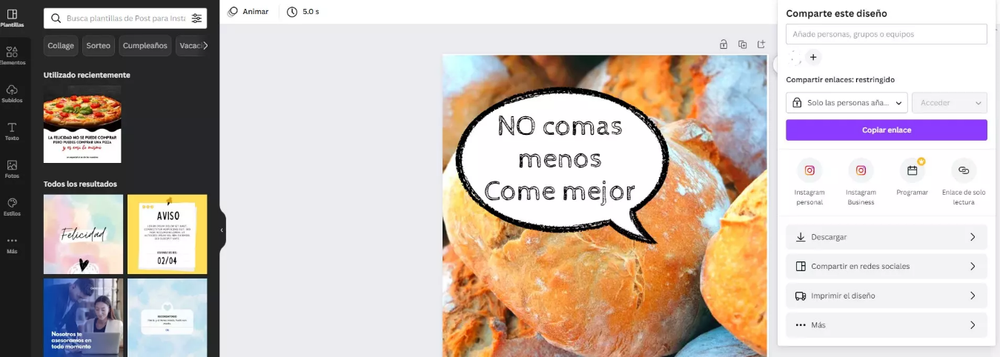 Plantillas
Elementos
Subidos
Texto
Fotos
Estilos
Más
Busca plantillas de Post para Insta
Collage
Sorteo
Cumpleaños
Vacaci
Utilizado recientemente
LA FELICIDAD NO SE PUEDE COMPRAR
PERO PUEDES COMPRAR UNA PIZZA
y es casi lo mismo
Todos los resultados
Felicidad
AVISO
02/04
Nosotros te
asesoramos en
todo momento
RECORDATORIO
Animar
5.0 s
NO comas
menos
Come mejor
Comparte este diseño
Añade personas, grupos o equipos
+
Compartir enlaces: restringido
Solo las personas aña...
Acceder
Copiar enlace
Instagram
personal
Instagram
Business
Programar
Enlace de solo
lectura
Descargar
Compartir en redes sociales
Imprimir el diseño
Más